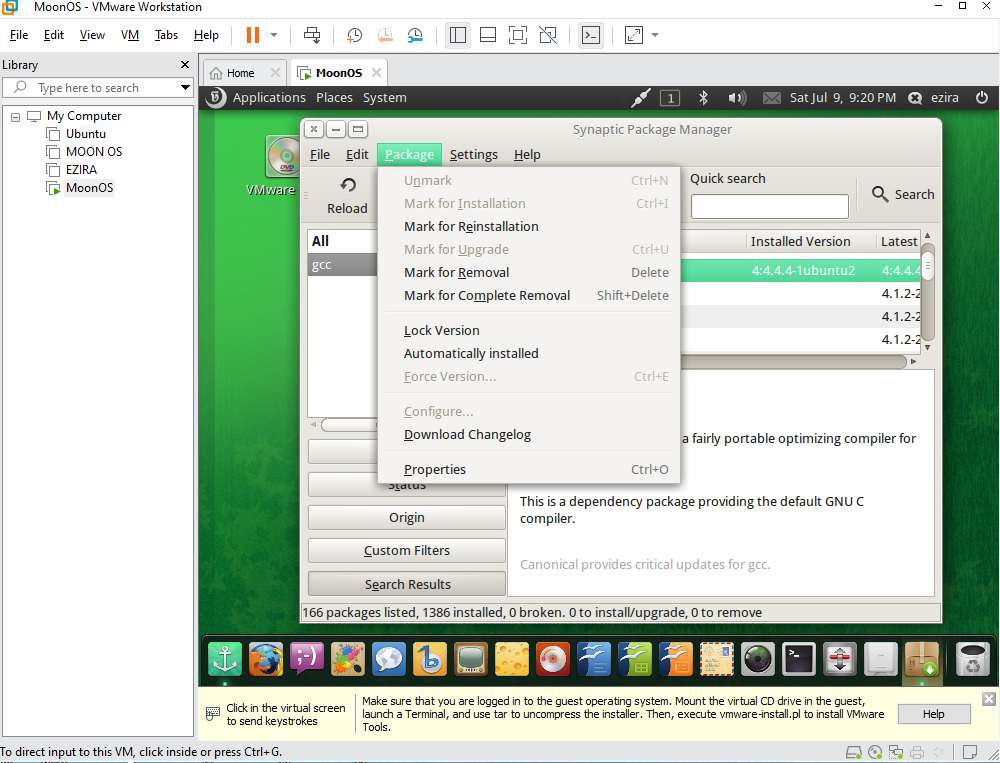 MoonOS - VMware Workstation
File Edit View VM Tabs Help
Library
Type here to search
My Computer
Ubuntu
MOON OS
EZIRA
MoonOS
Home
MoonOS
Applications Places System
1
Sat Jul 9, 9:20 PM
ezira
VMware
Synaptic Package Manager
File Edit Package Settings Help
Reload
Quick search
Search
Unmark Ctrl+N
Mark for Installation Ctrl+I
Mark for Reinstallation
Mark for Upgrade Ctrl+U
Mark for Removal Delete
Mark for Complete Removal Shift+Delete
Lock Version
Automatically installed
Force Version... Ctrl+E
Configure...
Download Changelog
Properties Ctrl+O
All
gcc
Installed Version Latest
4:4.4.4-1ubuntu2 4:4.4.4
4.1.2-2
4.1.2-2
4.1.2-2
a fairly portable optimizing compiler for
This is a dependency package providing the default GNU C
compiler.
Canonical provides critical updates for gcc.
Status
Origin
Custom Filters
Search Results
166 packages listed, 1386 installed, 0 broken. 0 to install/upgrade, 0 to remove
Click in the virtual screen
to send keystrokes
Make sure that you are logged in to the guest operating system. Mount the virtual CD drive in the guest,
launch a Terminal, and use tar to uncompress the installer. Then, execute vmware-install.pl to install VMware
Tools.
Help
To direct input to this VM, click inside or press Ctrl+G.